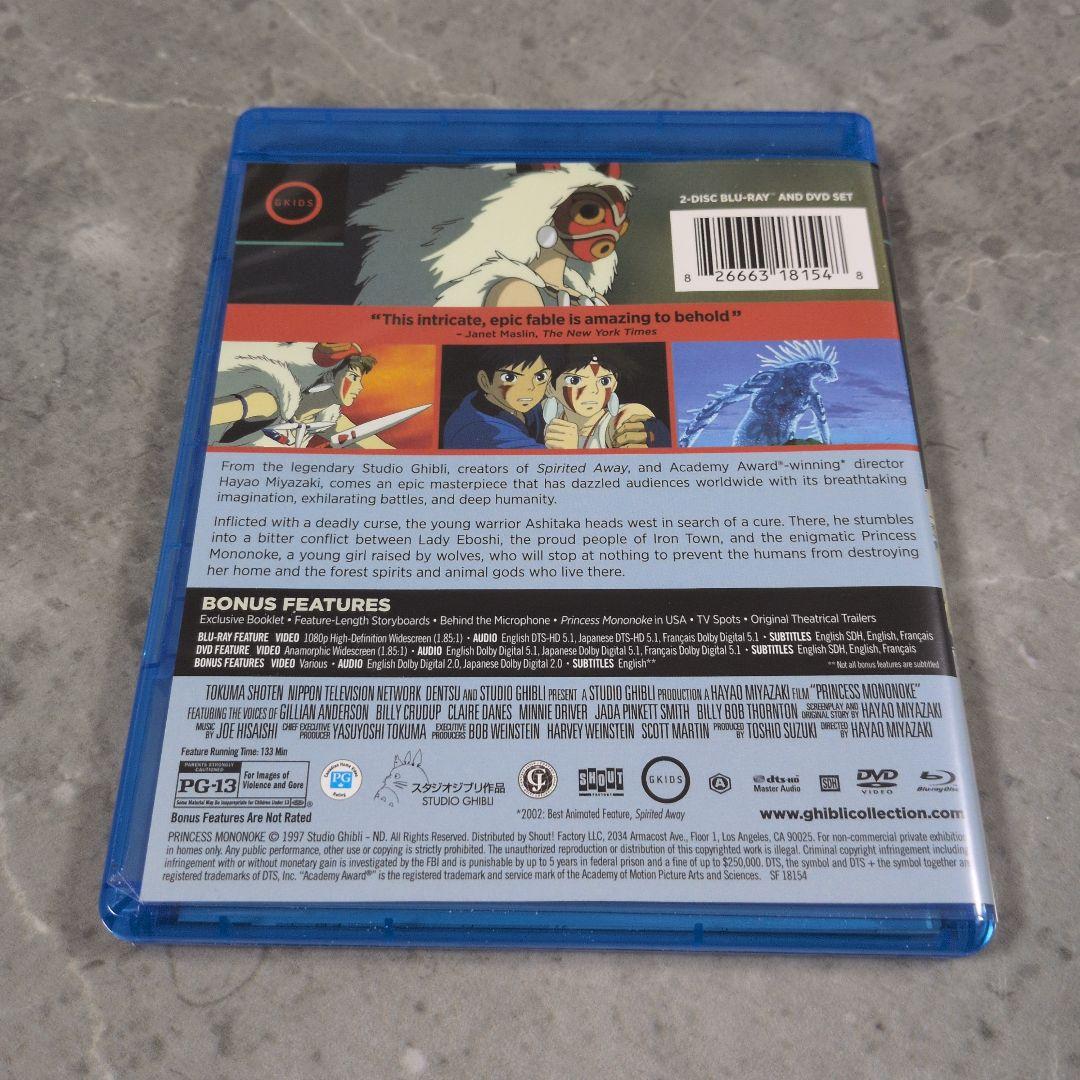 GKIDS
2-DISC BLU-RAY™ AND DVD SET
8 26663 18154 8
“This intricate, epic fable is amazing to behold”
– Janet Maslin, The New York Times
From the legendary Studio Ghibli, creators of Spirited Away, and Academy Award®-winning* director
Hayao Miyazaki, comes an epic masterpiece that has dazzled audiences worldwide with its breathtaking
imagination, exhilarating battles, and deep humanity.
Inflicted with a deadly curse, the young warrior Ashitaka heads west in search of a cure. There, he stumbles
into a bitter conflict between Lady Eboshi, the proud people of Iron Town, and the enigmatic Princess
Mononoke, a young girl raised by wolves, who will stop at nothing to prevent the humans from destroying
her home and the forest spirits and animal gods who live there.
BONUS FEATURES
Exclusive Booklet • Feature-Length Storyboards • Behind the Microphone • Princess Mononoke in USA • TV Spots • Original Theatrical Trailers
BLU-RAY FEATURE VIDEO 1080p High-Definition Widescreen (1.85:1) • AUDIO English DTS-HD 5.1, Japanese DTS-HD 5.1, Français Dolby Digital 5.1 • SUBTITLES English SDH, English, Français
DVD FEATURE VIDEO Anamorphic Widescreen (1.85:1) • AUDIO English Dolby Digital 5.1, Japanese Dolby Digital 5.1, Français Dolby Digital 5.1 • SUBTITLES English SDH, English, Français
BONUS FEATURES VIDEO Various • AUDIO English Dolby Digital 2.0, Japanese Dolby Digital 2.0 • SUBTITLES English** ** Not all bonus features are subtitled
TOKUMA SHOTEN NIPPON TELEVISION NETWORK DENTSU AND STUDIO GHIBLI PRESENT A STUDIO GHIBLI PRODUCTION A HAYAO MIYAZAKI FILM “PRINCESS MONONOKE”
FEATURING THE VOICES OF GILLIAN ANDERSON BILLY CRUDUP CLAIRE DANES MINNIE DRIVER JADA PINKETT SMITH BILLY BOB THORNTON SCREENPLAY AND ORIGINAL STORY BY HAYAO MIYAZAKI
MUSIC BY JOE HISAISHI CHIEF EXECUTIVE PRODUCER YASUYOSHI TOKUMA EXECUTIVE PRODUCERS BOB WEINSTEIN HARVEY WEINSTEIN SCOTT MARTIN PRODUCED BY TOSHIO SUZUKI DIRECTED BY HAYAO MIYAZAKI
Feature Running Time: 133 Min
PARENTS STRONGLY CAUTIONED
PG-13 For Images of Violence and Gore
Some Material May Be Inappropriate for Children Under 13
Bonus Features Are Not Rated
Canadian Home Video
PG
Rating
スタジオジブリ作品
STUDIO GHIBLI
SHOUT FACTORY
GKIDS
A
dts-HD Master Audio
SDH
DVD VIDEO
Blu-ray Disc
*2002: Best Animated Feature, Spirited Away
www.ghiblicollection.com
PRINCESS MONONOKE © 1997 Studio Ghibli - ND. All Rights Reserved. Distributed by Shout! Factory LLC, 2034 Armacost Ave., Floor 1, Los Angeles, CA 90025. For non-commercial private exhibition
in homes only. Any public performance, other use or copying is strictly prohibited. The unauthorized reproduction or distribution of this copyrighted work is illegal. Criminal copyright infringement including
infringement with or without monetary gain is investigated by the FBI and is punishable by up to 5 years in federal prison and a fine of up to $250,000. DTS, the symbol and DTS + the symbol together are
registered trademarks of DTS, Inc. “Academy Award®” is the registered trademark and service mark of the Academy of Motion Picture Arts and Sciences. SF 18154